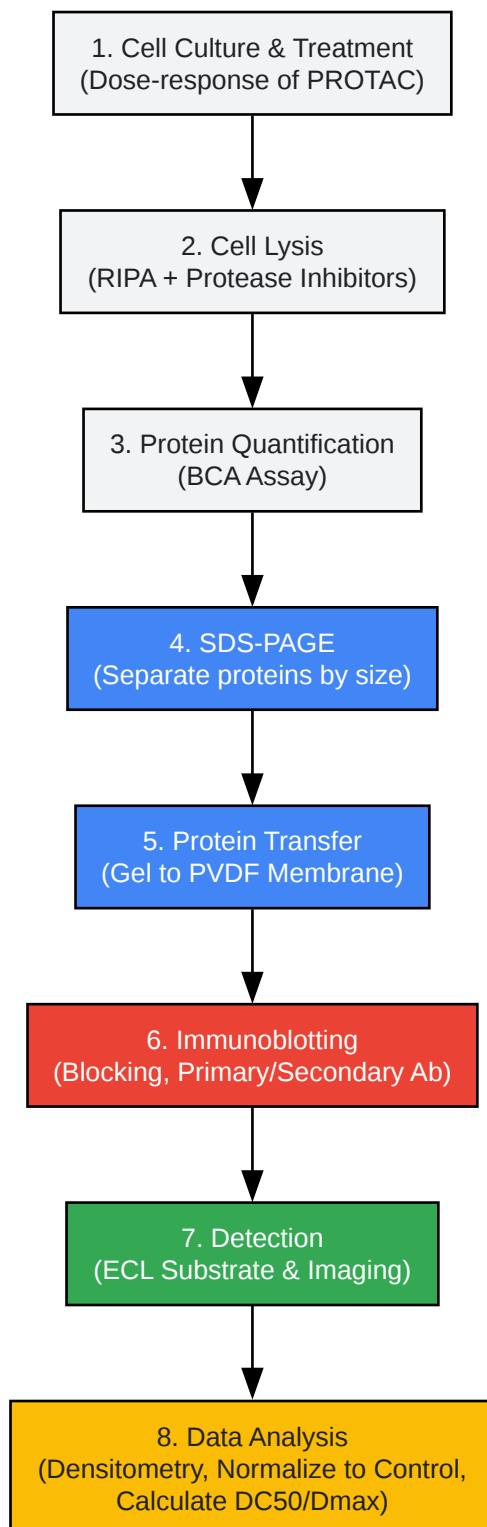 1. Cell Culture & Treatment
(Dose-response of PROTAC)
2. Cell Lysis
(RIPA + Protease Inhibitors)
3. Protein Quantification
(BCA Assay)
4. SDS-PAGE
(Separate proteins by size)
5. Protein Transfer
(Gel to PVDF Membrane)
6. Immunoblotting
(Blocking, Primary/Secondary Ab)
7. Detection
(ECL Substrate & Imaging)
8. Data Analysis
(Densitometry, Normalize to Control,
Calculate DC50/Dmax)